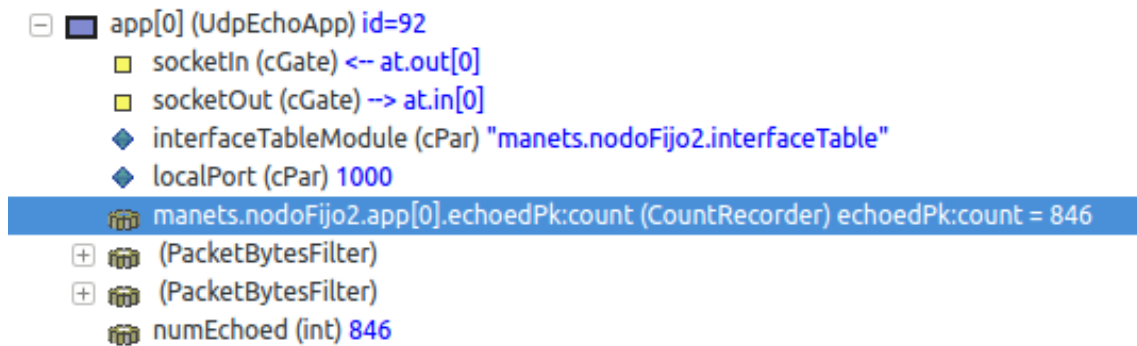 app[0] (UdpEchoApp) id=92
socketIn (cGate) <-- at.out[0]
socketOut (cGate) --> at.in[0]
interfaceTableModule (cPar) "manets.nodoFijo2.interfaceTable"
localPort (cPar) 1000
manets.nodoFijo2.app[0].echoedPk:count (CountRecorder) echoedPk:count = 846
(PacketBytesFilter)
(PacketBytesFilter)
numEchoed (int) 846